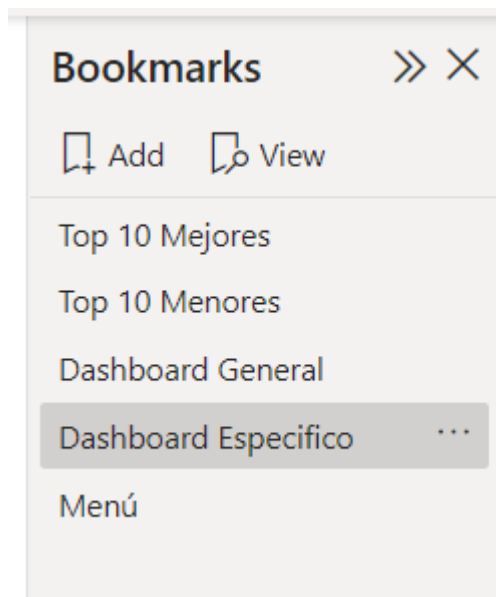 Bookmarks
Add View
Top 10 Mejores
Top 10 Menores
Dashboard General
Dashboard Especifico ...
Menú